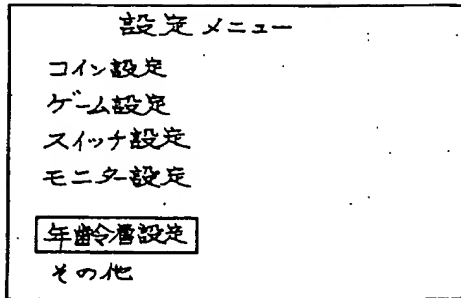 設定メニュー
コイン設定
ゲーム設定
スイッチ設定
モニター設定
年齢層設定
その他